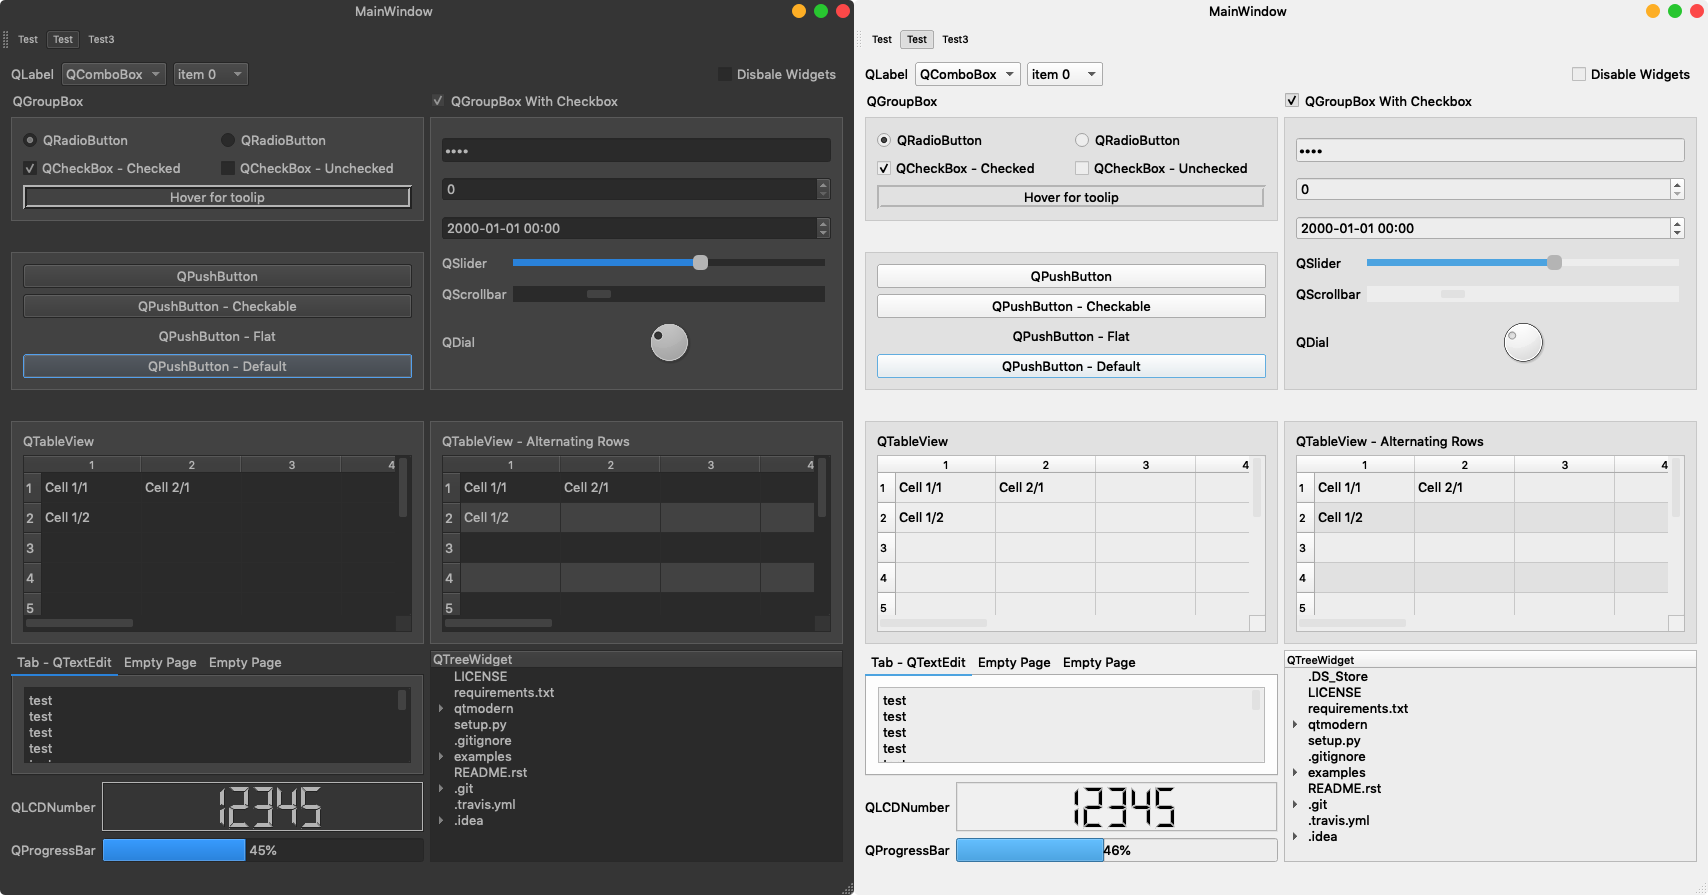 MainWindow
Test Test Test3
QLabel QComboBox item 0 Disbale Widgets
QGroupBox QGroupBox With Checkbox
QRadioButton QRadioButton
••••
QCheckBox - Checked QCheckBox - Unchecked
0
Hover for toolip
2000-01-01 00:00
QSlider
QPushButton
QScrollbar
QPushButton - Checkable
QPushButton - Flat
QDial
QPushButton - Default
QTableView
1 2 3 4
1 Cell 1/1 Cell 2/1
2 Cell 1/2
3
4
5
QTableView - Alternating Rows
1 2 3 4
1 Cell 1/1 Cell 2/1
2 Cell 1/2
3
4
5
Tab - QTextEdit Empty Page Empty Page
test
test
test
test
QTreeWidget
LICENSE
requirements.txt
qtmodern
setup.py
.gitignore
examples
README.rst
.git
.travis.yml
.idea
QLCDNumber 12345
QProgressBar 45%
MainWindow
Test Test Test3
QLabel QComboBox item 0 Disable Widgets
QGroupBox QGroupBox With Checkbox
QRadioButton QRadioButton
••••
QCheckBox - Checked QCheckBox - Unchecked
0
Hover for toolip
2000-01-01 00:00
QSlider
QPushButton
QScrollbar
QPushButton - Checkable
QPushButton - Flat
QDial
QPushButton - Default
QTableView
1 2 3 4
1 Cell 1/1 Cell 2/1
2 Cell 1/2
3
4
5
QTableView - Alternating Rows
1 2 3 4
1 Cell 1/1 Cell 2/1
2 Cell 1/2
3
4
5
Tab - QTextEdit Empty Page Empty Page
test
test
test
test
QTreeWidget
.DS_Store
LICENSE
requirements.txt
qtmodern
setup.py
.gitignore
examples
README.rst
.git
.travis.yml
.idea
QLCDNumber 12345
QProgressBar 46%